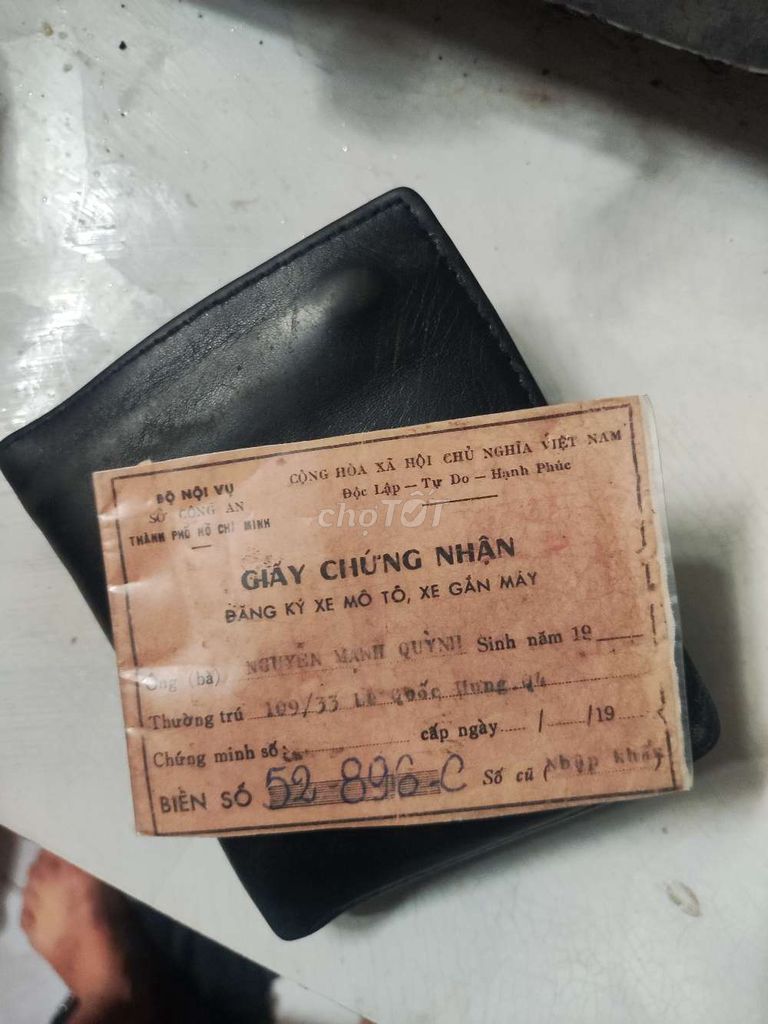 BỘ NỘI VỤ
SỞ CÔNG AN
THÀNH PHỐ HỒ CHÍ MINH
CỘNG HÒA XÃ HỘI CHỦ NGHĨA VIỆT NAM
Độc Lập – Tự Do – Hạnh Phúc
chợTỐT
GIẤY CHỨNG NHẬN
ĐĂNG KÝ XE MÔ TÔ, XE GẮN MÁY
Ông (bà) NGUYỄN MẠNH QUỲNH Sinh năm 19
Thường trú 109/33 Lê Quốc Hưng Q4
Chứng minh số: cấp ngày / /19
BIỂN SỐ 52-896-C Số cũ (Nhập khẩu)